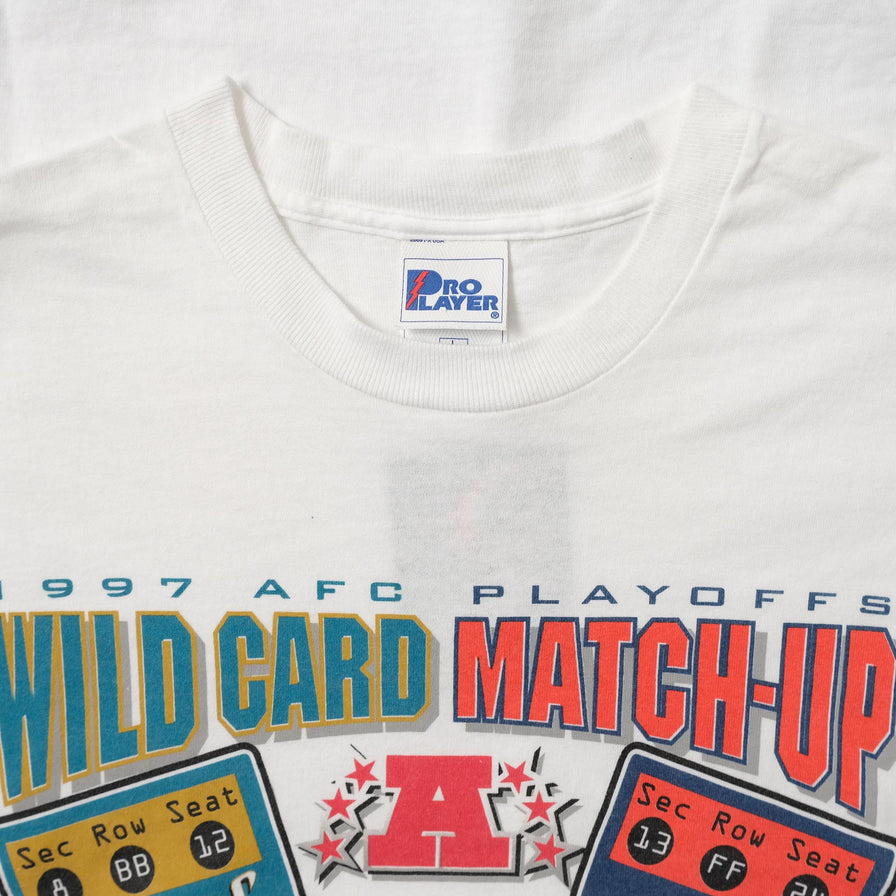 PRO
PLAYER®
L
1997 AFC PLAYOFFS
WILD CARD MATCH-UP
A
Sec Row Seat
A BB 12
Sec Row Seat
13 FF